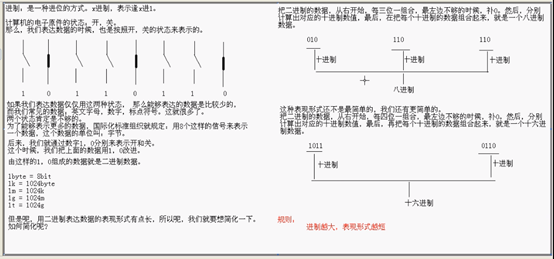 进制，是一种进位的方式。x进制，表示逢x进1。
计算机的电子原件的状态：开，关。
那么，我们表达数据的时候，也是按照开，关的状态来表示的。
1 0 1 1 0 1 1 0
如果我们表达数据仅仅用这两种状态，那么能够表达的数据是比较少的。
而我们常见的数据，英文字母，数字，标点符号。这就很多了。
两个状态肯定是不够的。
为了能够表示更多的数据，国际化标准组织就规定，用8个这样的信号来表示
一个数据，这个数据的单位叫：字节。
后来，我们就通过数字1，0分别来表示开和关。
这个时候，我们把上面的数据用1，0改进。
由这样的1，0组成的数据就是二进制数据。
1byte = 8bit
1k = 1024byte
1m = 1024k
1g = 1024m
1t = 1024g
但是呢，用二进制表达数据的表现形式有点长，所以呢，我们就要想简化一下。
如何简化呢？
把二进制的数据，从右开始，每三位一组合，最左边不够的时候，补0。然后，分别
计算出对应的十进制数值，最后，在把每个十进制的数据组合起来，就是一个八进制
数据。
010 110 110
十进制 十进制 十进制
八进制
这种表现形式还不是最简单的，我们还有更简单的。
把二进制的数据，从右开始，每四位一组合，最左边不够的时候，补0。然后，分别
计算出对应的十进制数值，最后，再把每个十进制的数据组合起来，就是一个十六进
制数据。
1011 0110
十进制 十进制
十六进制
规则：
进制越大，表现形式越短